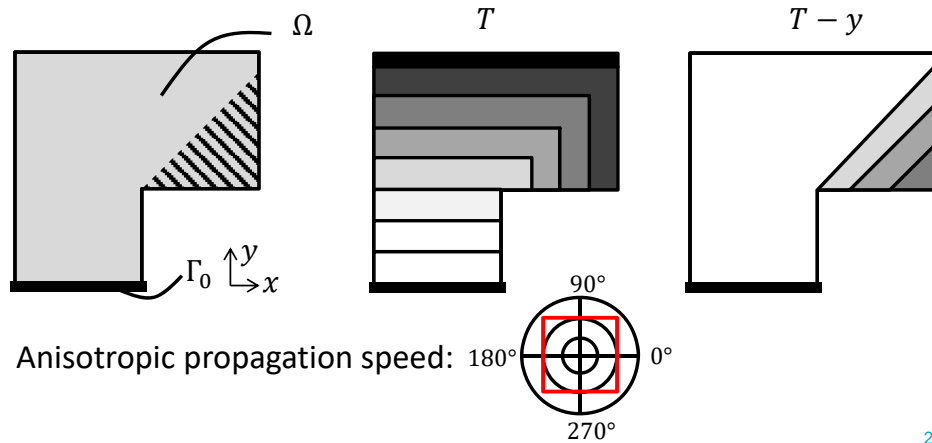 Ω T T − y
Γ₀ y x
90°
Anisotropic propagation speed: 180° 0°
270°
2